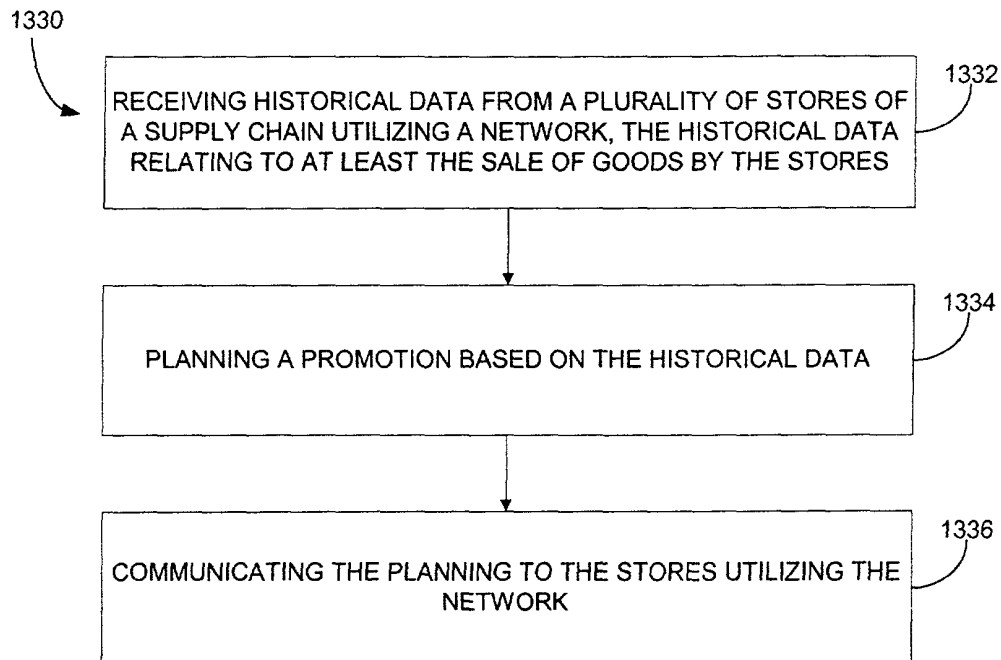 1330
1332
RECEIVING HISTORICAL DATA FROM A PLURALITY OF STORES OF
A SUPPLY CHAIN UTILIZING A NETWORK, THE HISTORICAL DATA
RELATING TO AT LEAST THE SALE OF GOODS BY THE STORES
1334
PLANNING A PROMOTION BASED ON THE HISTORICAL DATA
1336
COMMUNICATING THE PLANNING TO THE STORES UTILIZING THE
NETWORK